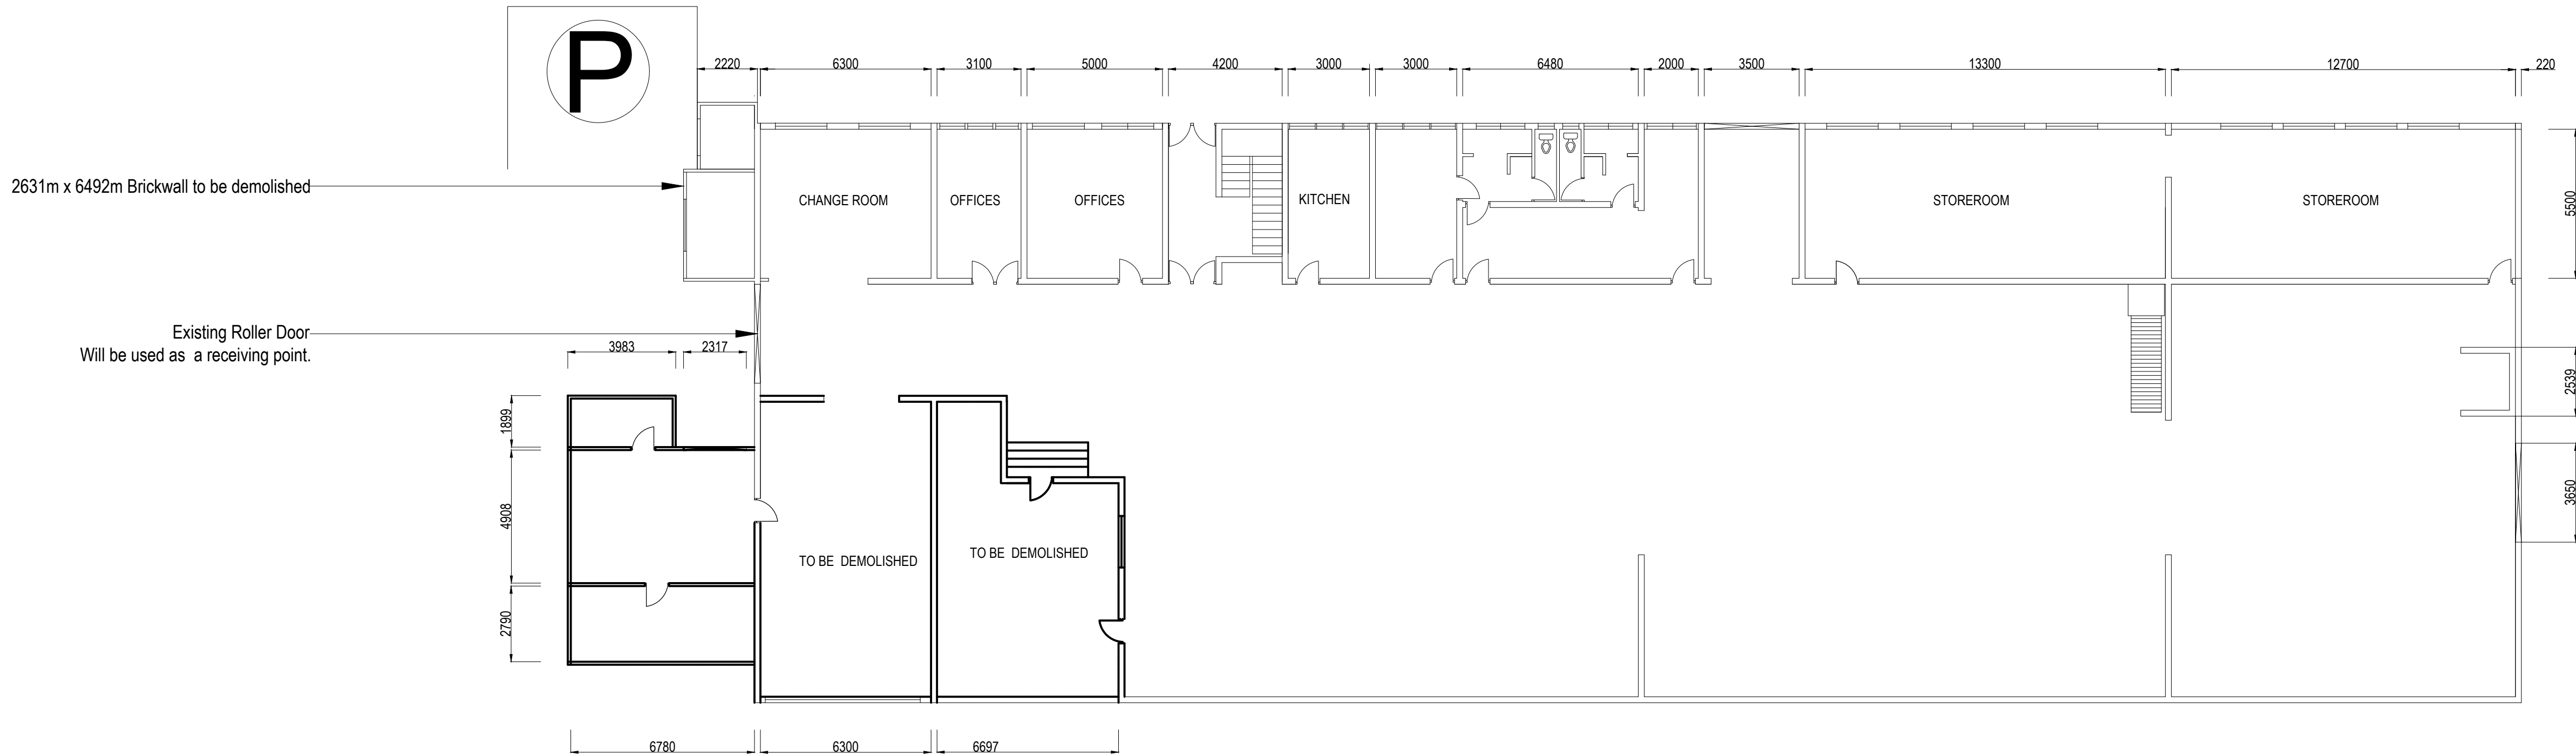 P
2220 6300 3100 5000 4200 3000 3000 6480 2000 3500 13300 12700 220
2631m x 6492m Brickwall to be demolished
CHANGE ROOM
OFFICES
OFFICES
KITCHEN
STOREROOM
STOREROOM
5500
Existing Roller Door
Will be used as a receiving point.
3983 2317
2539
1899
3650
4908
TO BE DEMOLISHED
TO BE DEMOLISHED
2790
6780 6300 6697